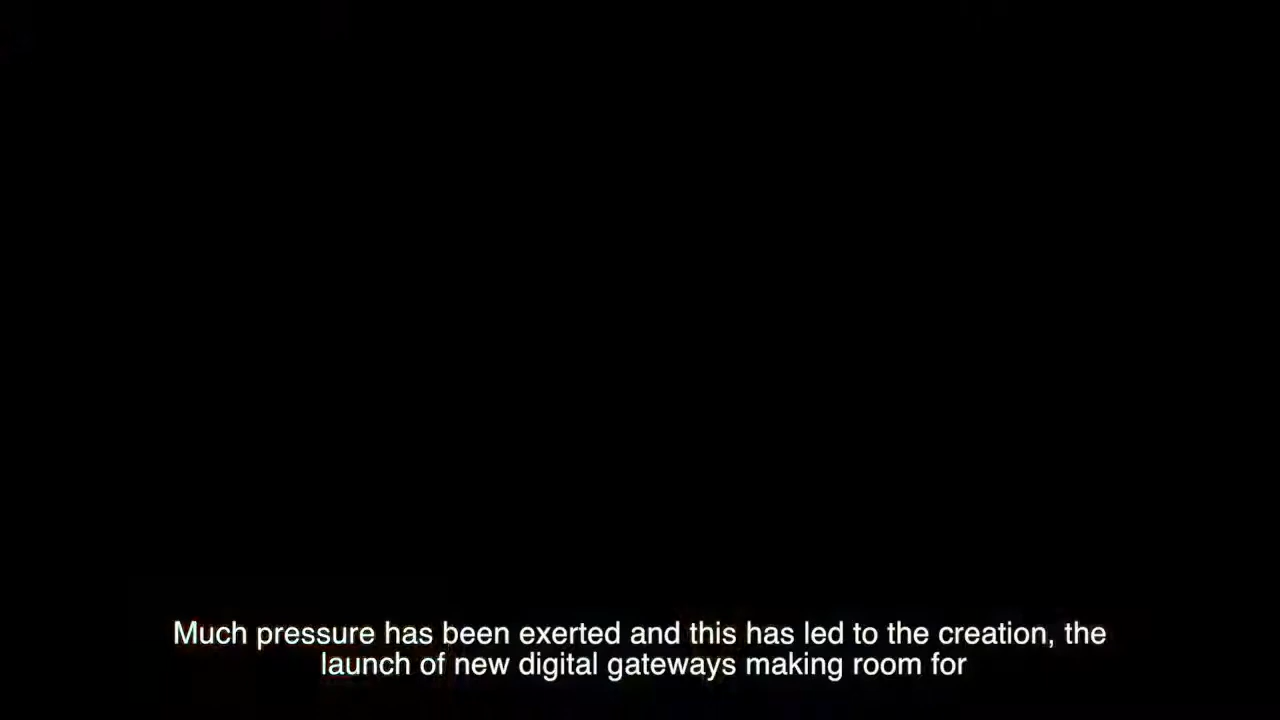 Much pressure has been exerted and this has led to the creation, the
launch of new digital gateways making room for